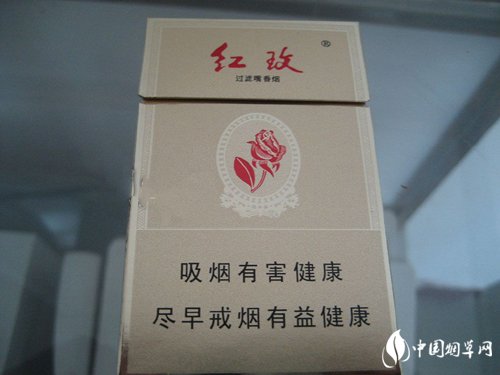 红玫®
过滤嘴香烟
吸烟有害健康
尽早戒烟有益健康
中国烟草网